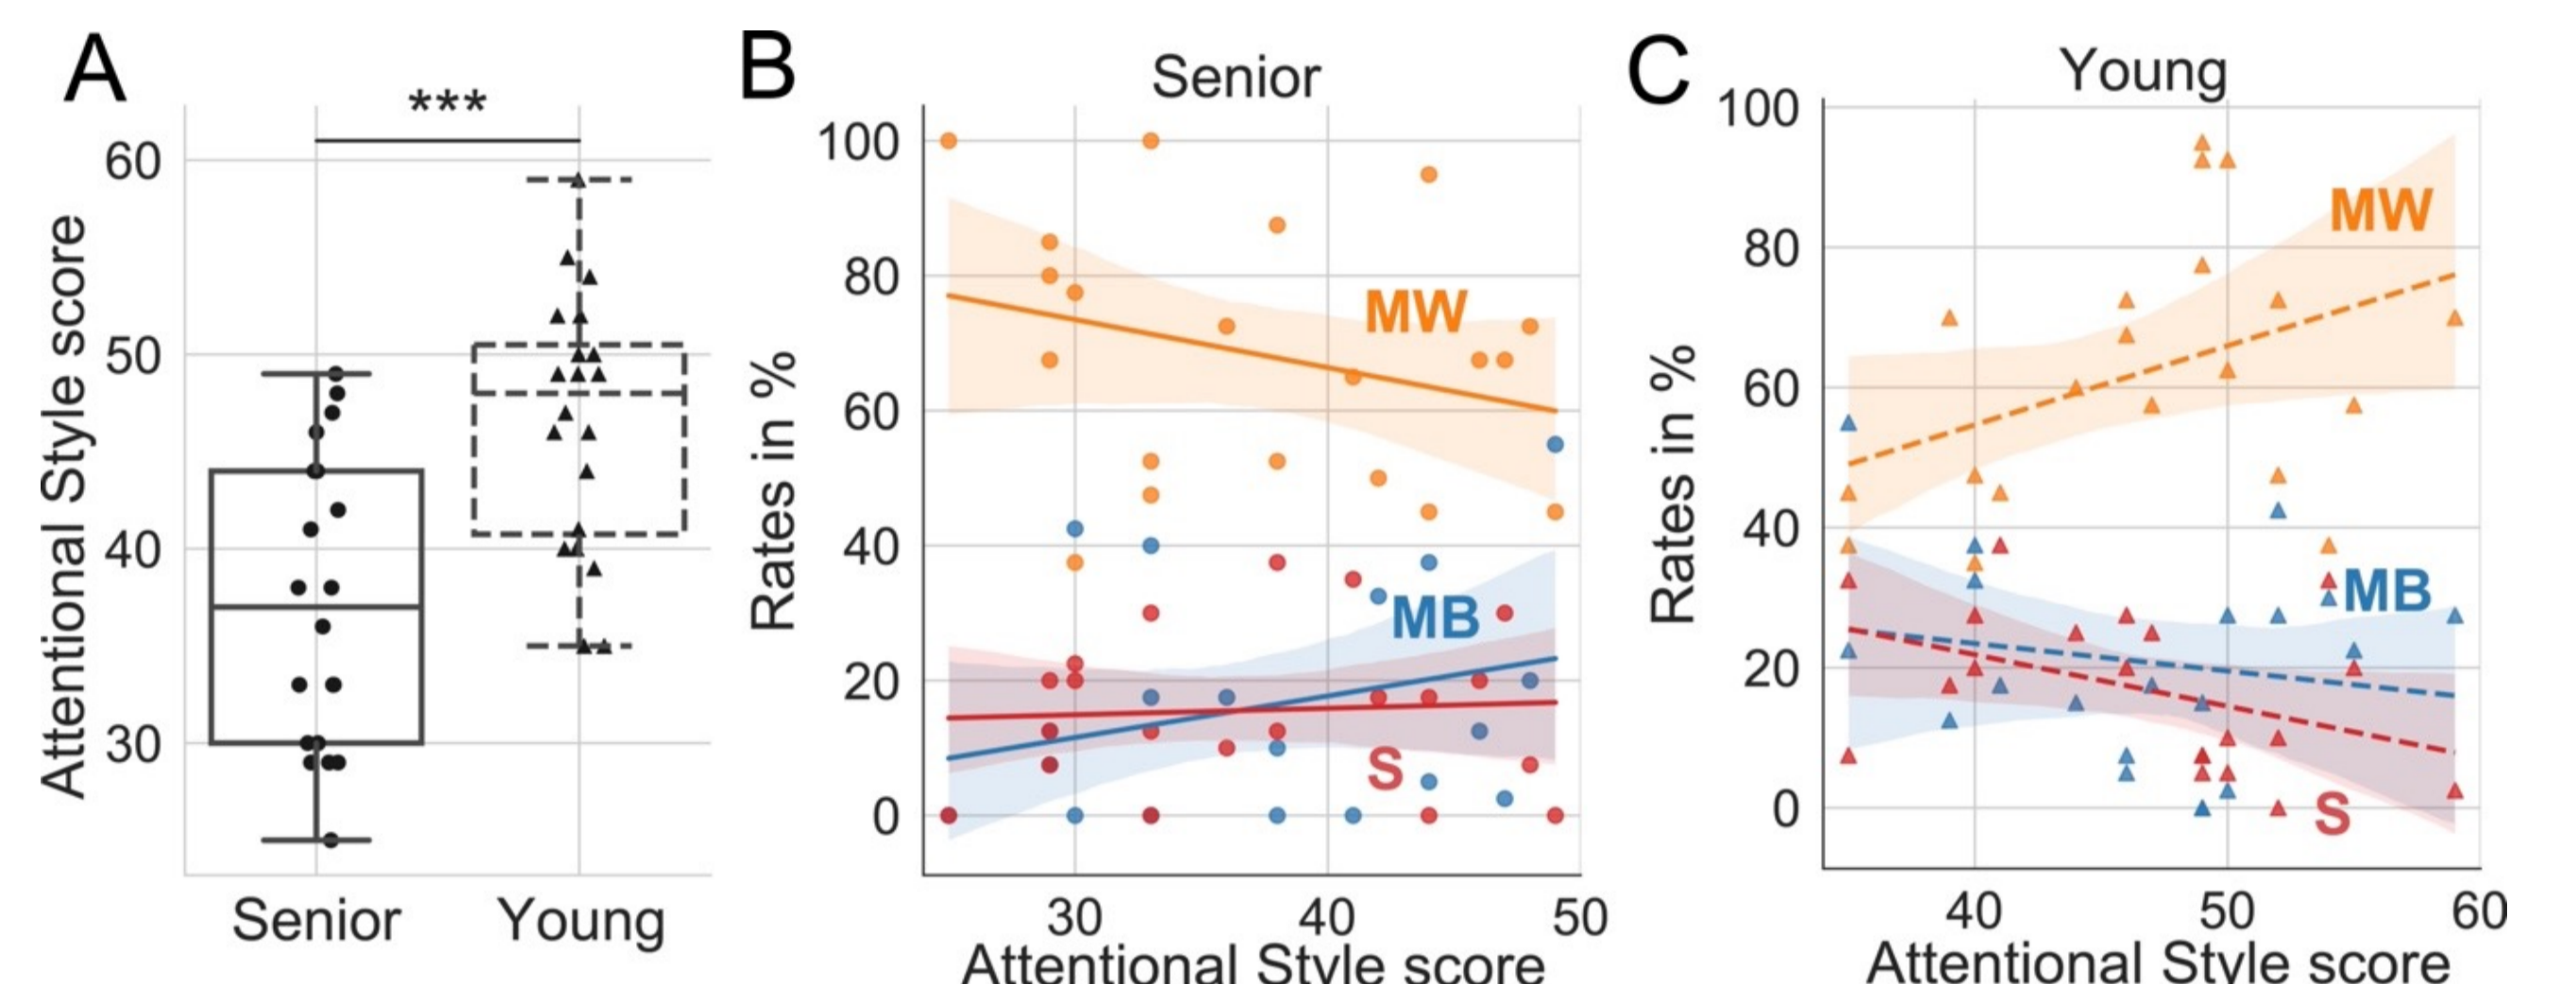 A
***
60
50
40
30
Attentional Style score
Senior
Young
B
Senior
100
80
60
40
20
0
Rates in %
MW
MB
S
30
40
50
Attentional Style score
C
Young
100
80
60
40
20
0
Rates in %
MW
MB
S
40
50
60
Attentional Style score